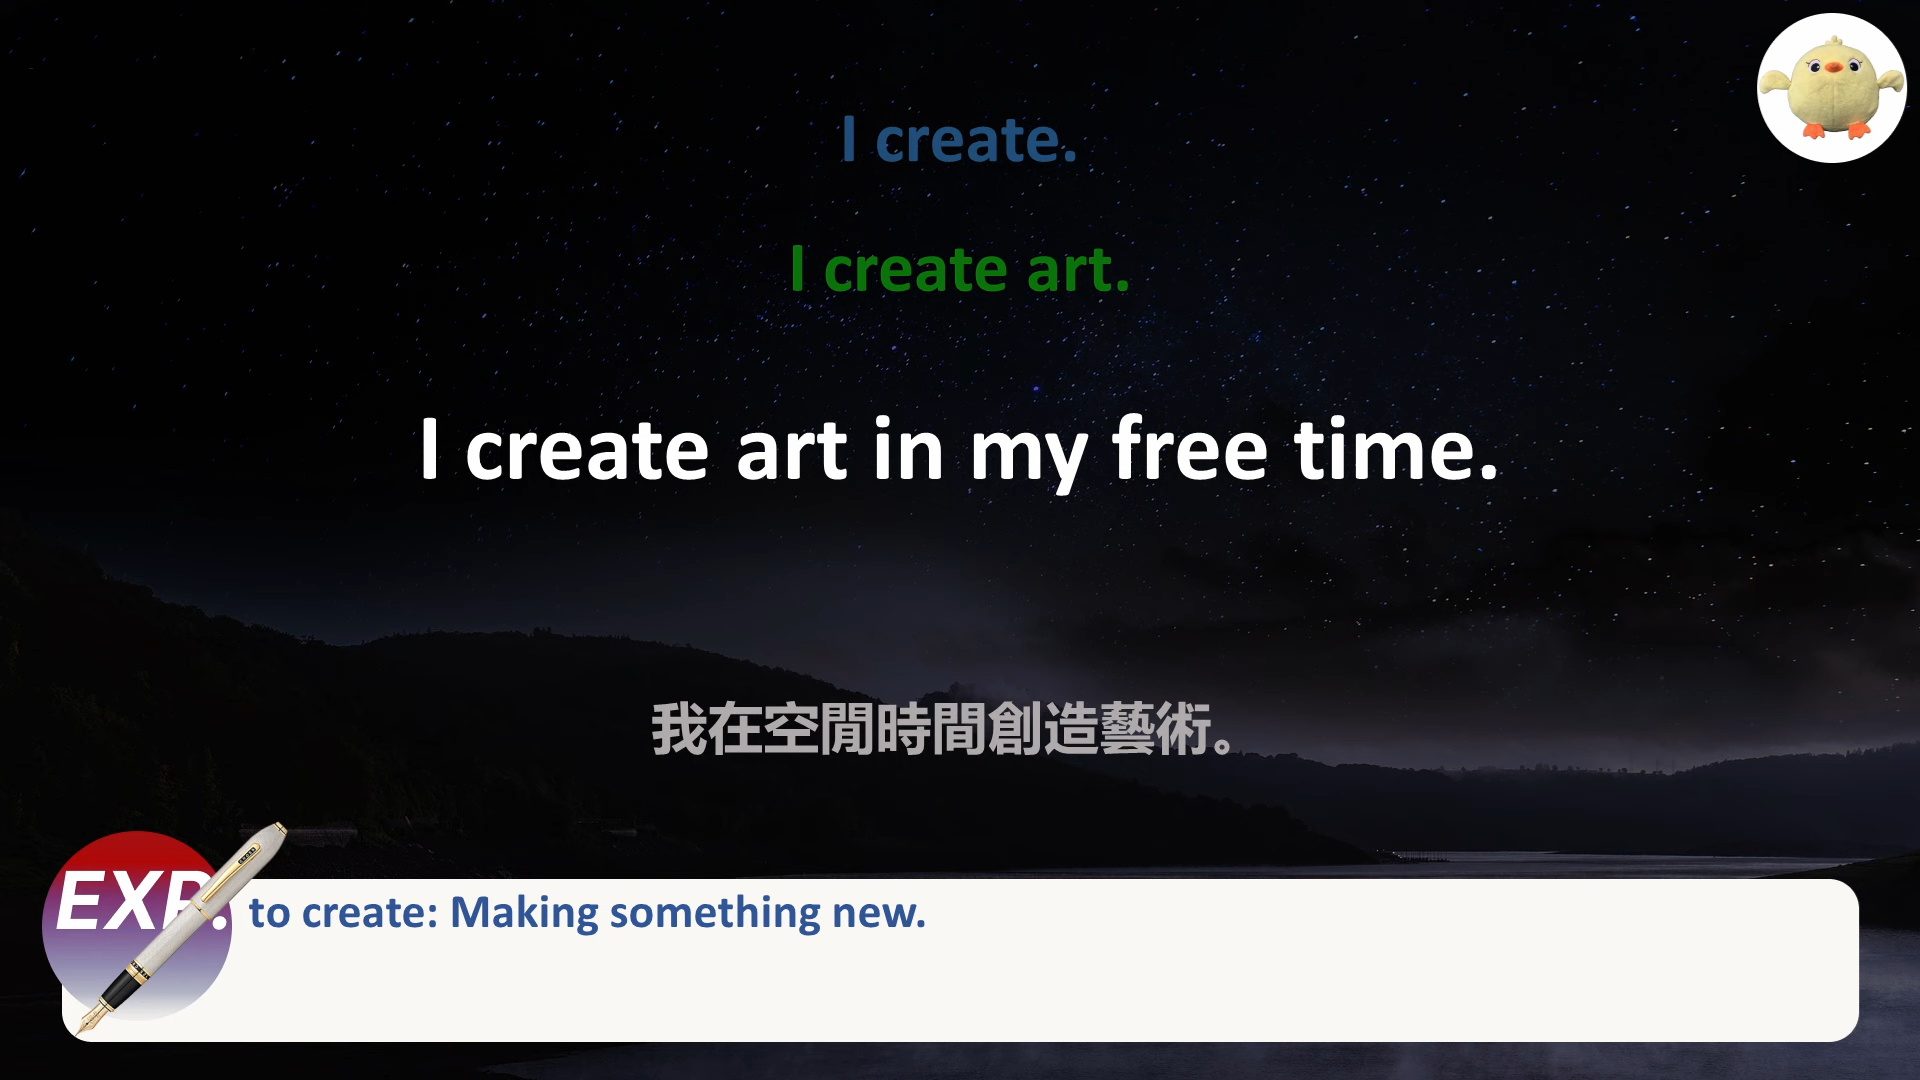 I create.
I create art.
I create art in my free time.
我在空閒時間創造藝術。
EXP. to create: Making something new.